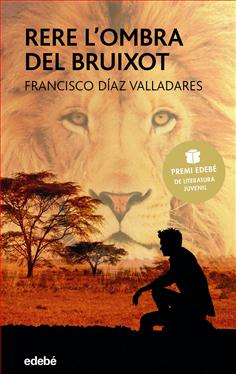 RERE L'OMBRA
DEL BRUIXOT
FRANCISCO DÍAZ VALLADARES
PREMI EDEBÉ
DE LITERATURA
JUVENIL
edebé